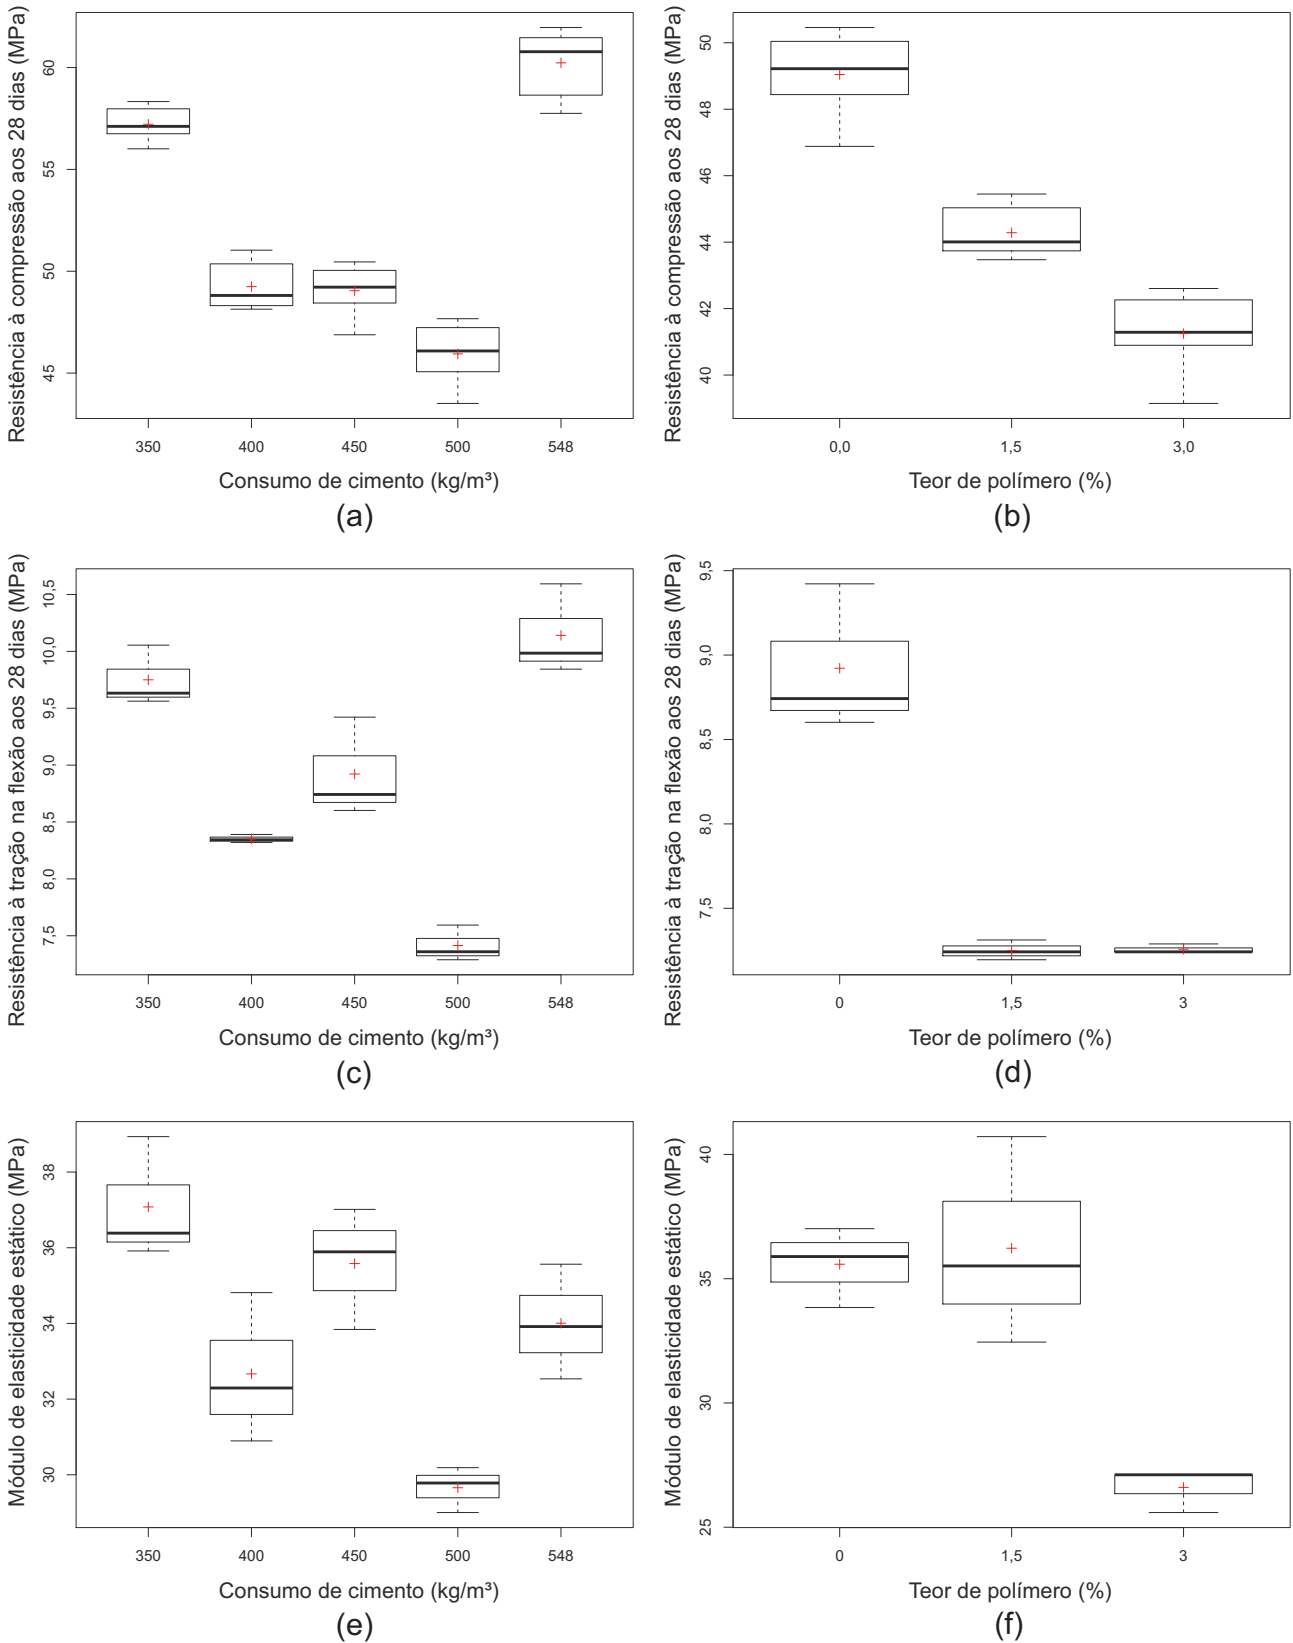 Resistência à compressão aos 28 dias (MPa)
60
55
50
45
350 400 450 500 548
Consumo de cimento (kg/m³)
(a)
Resistência à compressão aos 28 dias (MPa)
50
48
46
44
42
40
0,0 1,5 3,0
Teor de polímero (%)
(b)
Resistência à tração na flexão aos 28 dias (MPa)
10,5
10,0
9,5
9,0
8,5
8,0
7,5
350 400 450 500 548
Consumo de cimento (kg/m³)
(c)
Resistência à tração na flexão aos 28 dias (MPa)
9,5
9,0
8,5
8,0
7,5
0 1,5 3
Teor de polímero (%)
(d)
Módulo de elasticidade estático (MPa)
38
36
34
32
30
350 400 450 500 548
Consumo de cimento (kg/m³)
(e)
Módulo de elasticidade estático (MPa)
40
35
30
25
0 1,5 3
Teor de polímero (%)
(f)